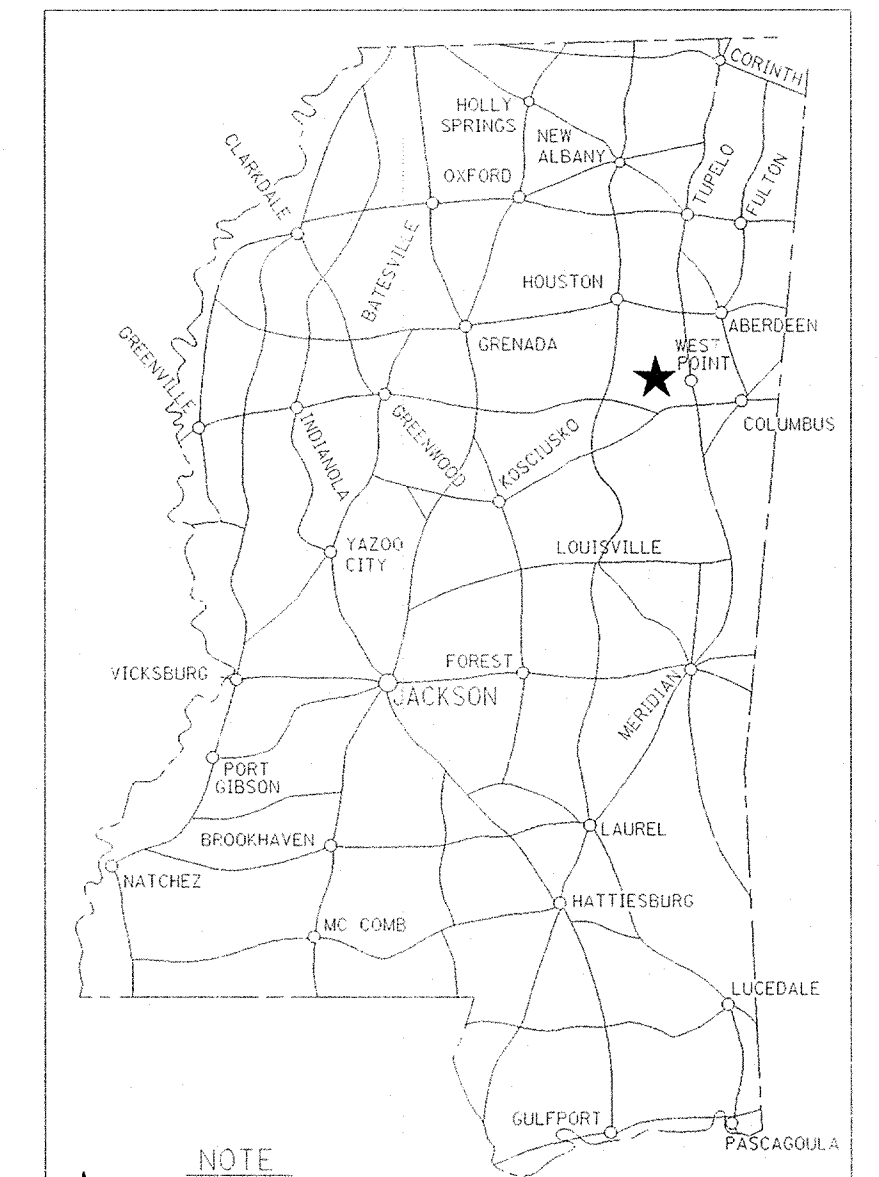 CORINTH
HOLLY
SPRINGS
NEW
ALBANY
CLARKDALE
OXFORD
TUPELO
FULTON
BATESVILLE
HOUSTON
ABERDEEN
GRENADA
WEST
POINT
GREENVILLE
INDIANOLA
GREENWOOD
KOSCIUSKO
COLUMBUS
YAZOO
CITY
LOUISVILLE
VICKSBURG
FOREST
JACKSON
MERIDIAN
PORT
GIBSON
BROOKHAVEN
LAUREL
NATCHEZ
HATTIESBURG
MC COMB
LUCEDALE
GULFPORT
PASCAGOULA
NOTE